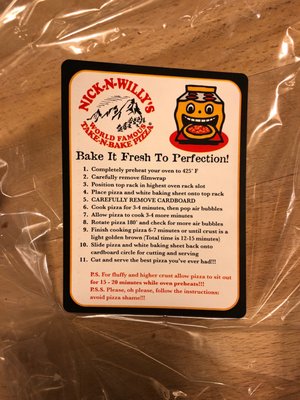 NICK-N-WILLY'S
WORLD FAMOUS
TAKE-N-BAKE PIZZA
Bake It Fresh To Perfection!
1. Completely preheat your oven to 425° F
2. Carefully remove filmwrap
3. Position top rack in highest oven rack slot
4. Place pizza and white baking sheet onto top rack
5. CAREFULLY REMOVE CARDBOARD
6. Cook pizza for 3-4 minutes, then pop air bubbles
7. Allow pizza to cook 3-4 more minutes
8. Rotate pizza 180° and check for more air bubbles
9. Finish cooking pizza 6-7 minutes or until crust is a
light golden brown (Total time is 12-15 minutes)
10. Slide pizza and white baking sheet back onto
cardboard circle for cutting and serving
11. Cut and serve the best pizza you've ever had!!!
P.S. For fluffy and higher crust allow pizza to sit out
for 15 - 20 minutes while oven preheats!!!
P.S.S. Please, oh please, follow the instructions:
avoid pizza shame!!!